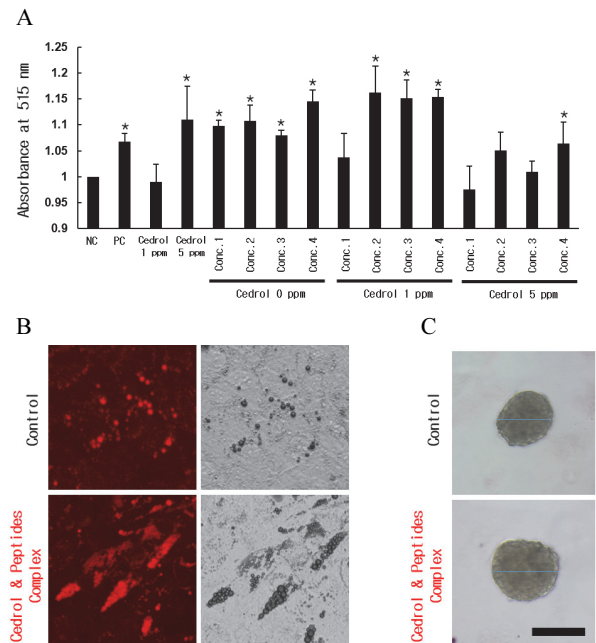 A
Absorbance at 515 nm
1.25
1.2
1.15
1.1
1.05
1
0.95
0.9
* * * * * * * * * *
NC PC Cedrol 1 ppm Cedrol 5 ppm Conc.1 Conc.2 Conc.3 Conc.4 Conc.1 Conc.2 Conc.3 Conc.4 Conc.1 Conc.2 Conc.3 Conc.4
Cedrol 0 ppm Cedrol 1 ppm Cedrol 5 ppm
B
Control
Cedrol & Peptides
Complex
C
Control
Cedrol & Peptides
Complex